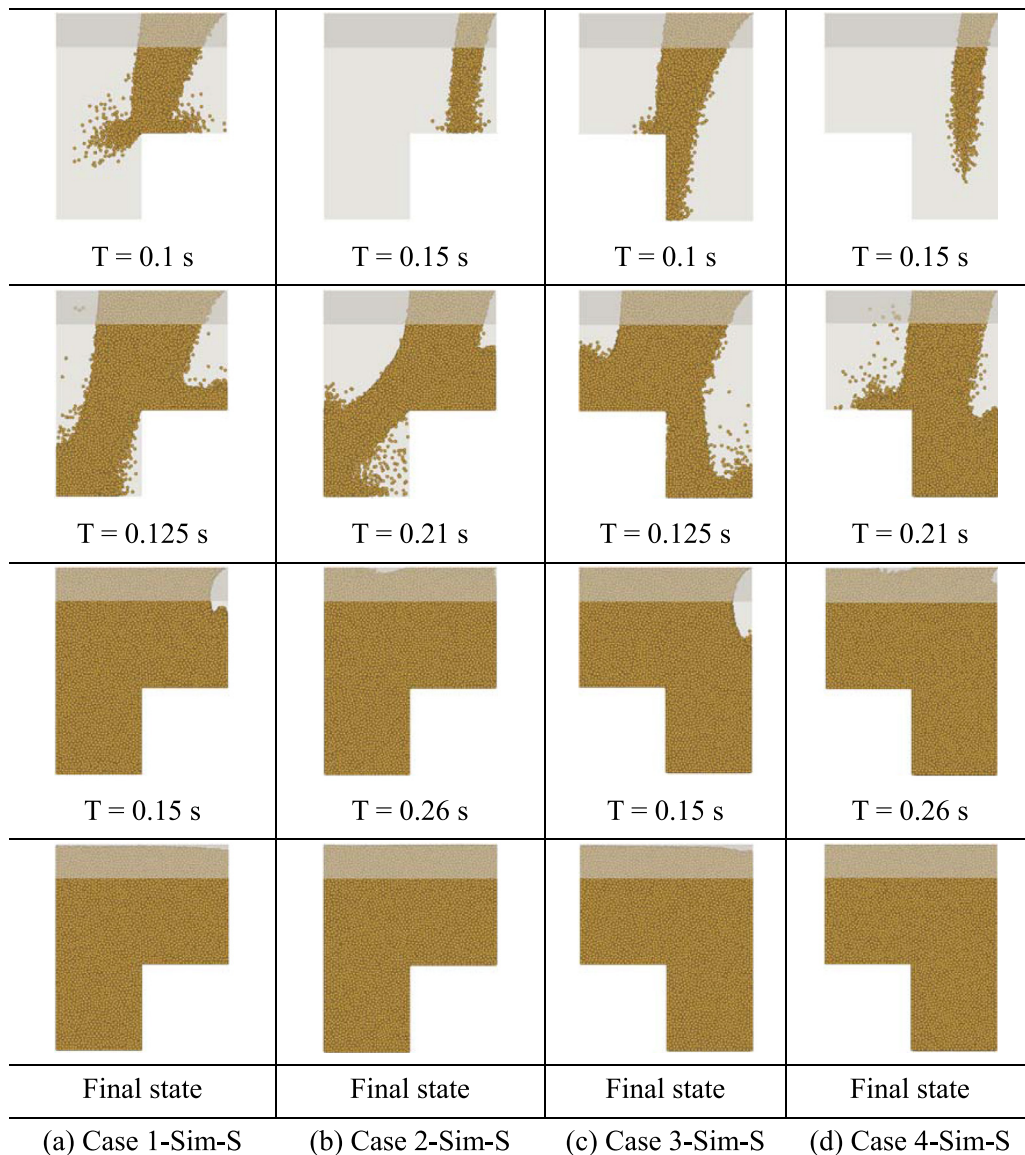 T = 0.1 s
T = 0.15 s
T = 0.1 s
T = 0.15 s
T = 0.125 s
T = 0.21 s
T = 0.125 s
T = 0.21 s
T = 0.15 s
T = 0.26 s
T = 0.15 s
T = 0.26 s
Final state
Final state
Final state
Final state
(a) Case 1-Sim-S
(b) Case 2-Sim-S
(c) Case 3-Sim-S
(d) Case 4-Sim-S